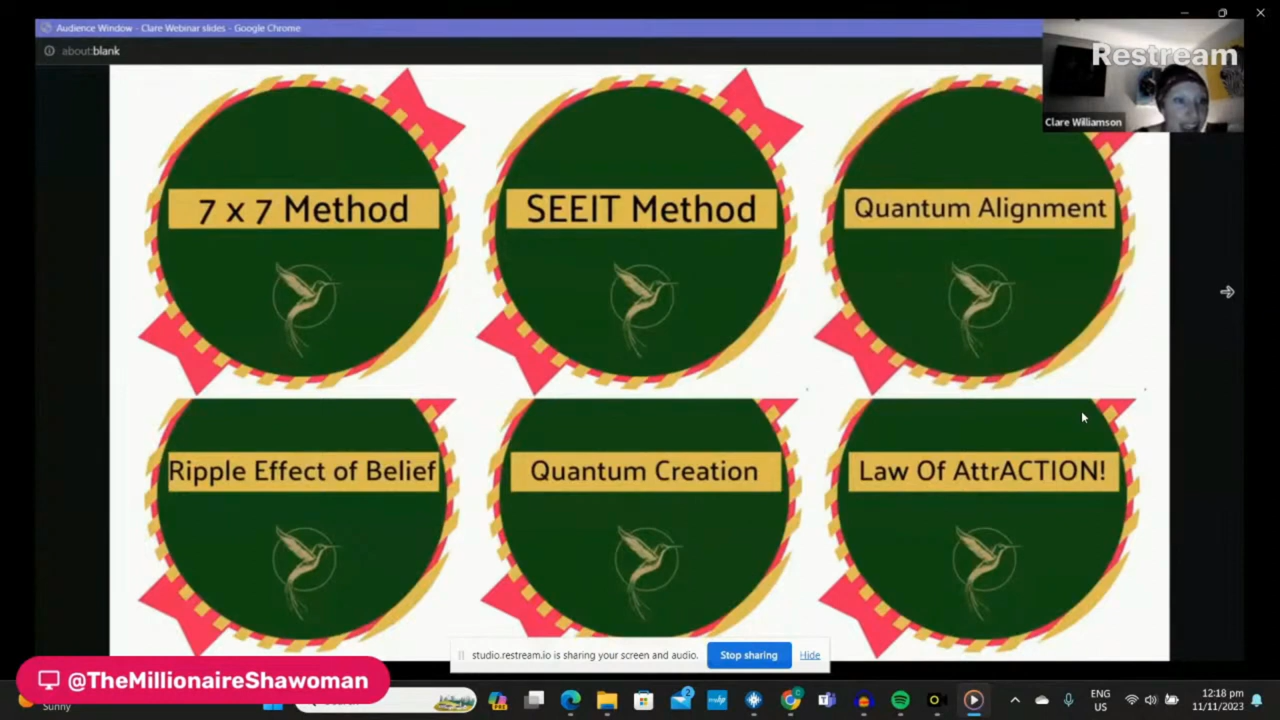 Audience Window - Clare Webinar slides - Google Chrome
about:blank
Restream
Clare Williamson
7 x 7 Method
SEEIT Method
Quantum Alignment
Ripple Effect of Belief
Quantum Creation
Law Of AttrACTION!
studio.restream.io is sharing your screen and audio.
Stop sharing
Hide
@TheMillionaireShawoman
Sunny
2
ENG
US
12:18 pm
11/11/2023